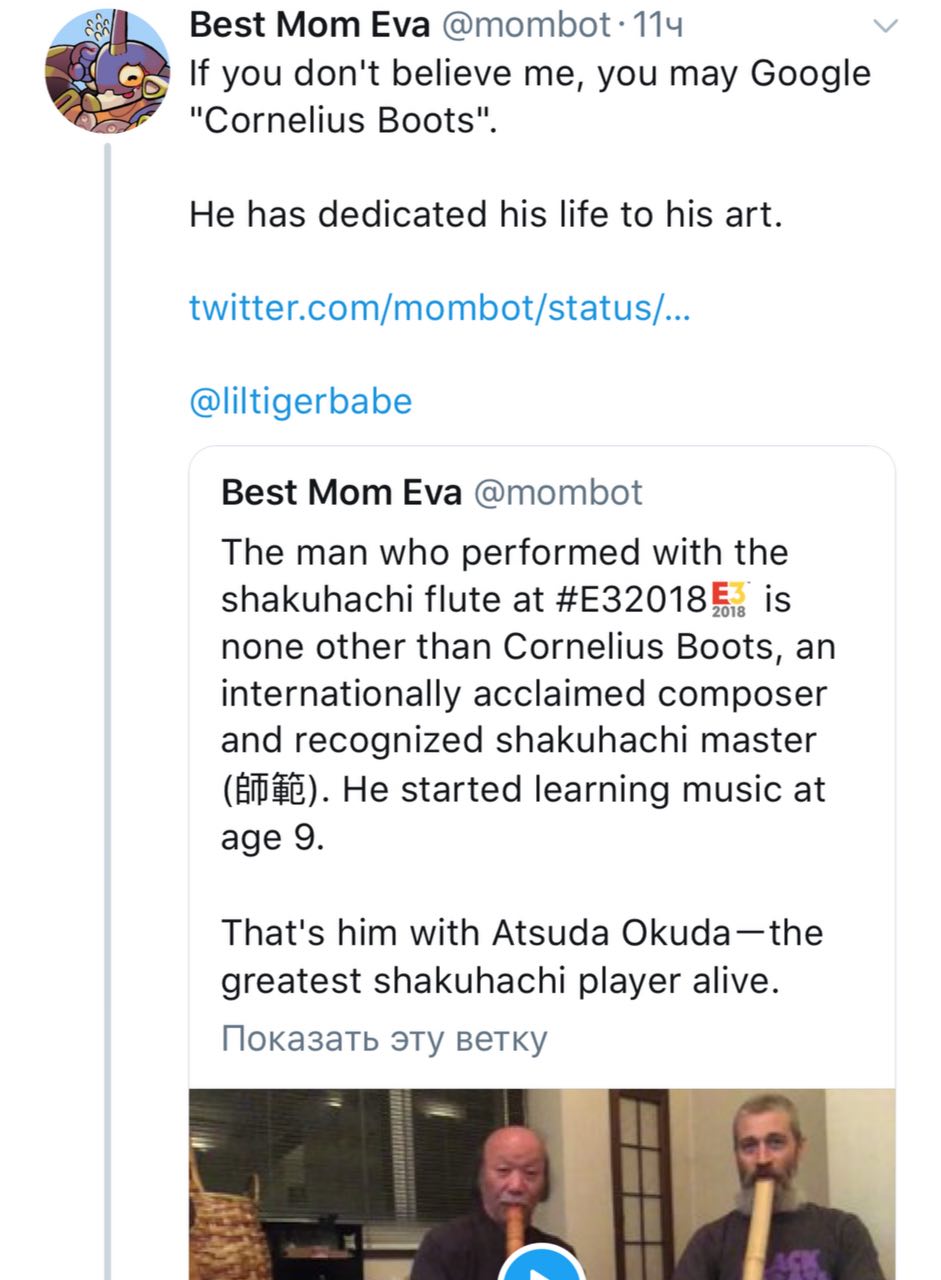 Best Mom Eva @mombot · 11ч
If you don't believe me, you may Google
"Cornelius Boots".
He has dedicated his life to his art.
twitter.com/mombot/status/...
@liltigerbabe
Best Mom Eva @mombot
The man who performed with the
shakuhachi flute at #E32018 E3 2018 is
none other than Cornelius Boots, an
internationally acclaimed composer
and recognized shakuhachi master
(師範). He started learning music at
age 9.
That's him with Atsuda Okuda—the
greatest shakuhachi player alive.
Показать эту ветку